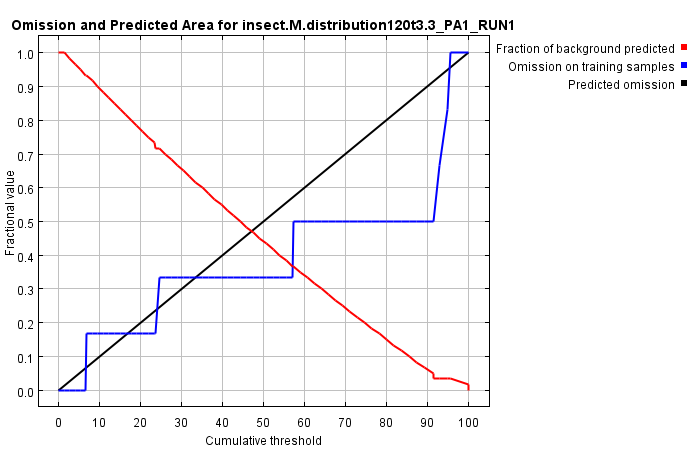 Omission and Predicted Area for insect.M.distribution120t3.3_PA1_RUN1
Fraction of background predicted
Omission on training samples
Predicted omission
1.0
0.9
0.8
0.7
0.6
0.5
0.4
0.3
0.2
0.1
0.0
Fractional value
0 10 20 30 40 50 60 70 80 90 100
Cumulative threshold